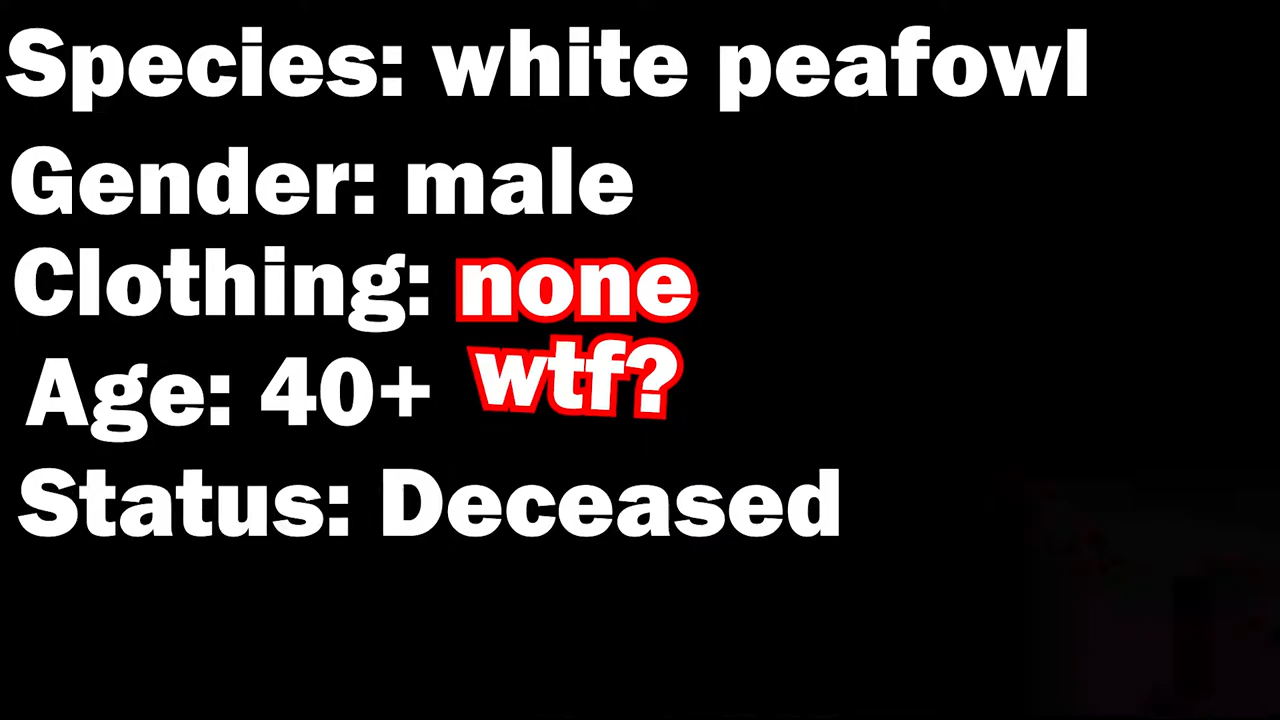 Species: white peafowl
Gender: male
Clothing: none
wtf?
Age: 40+
Status: Deceased